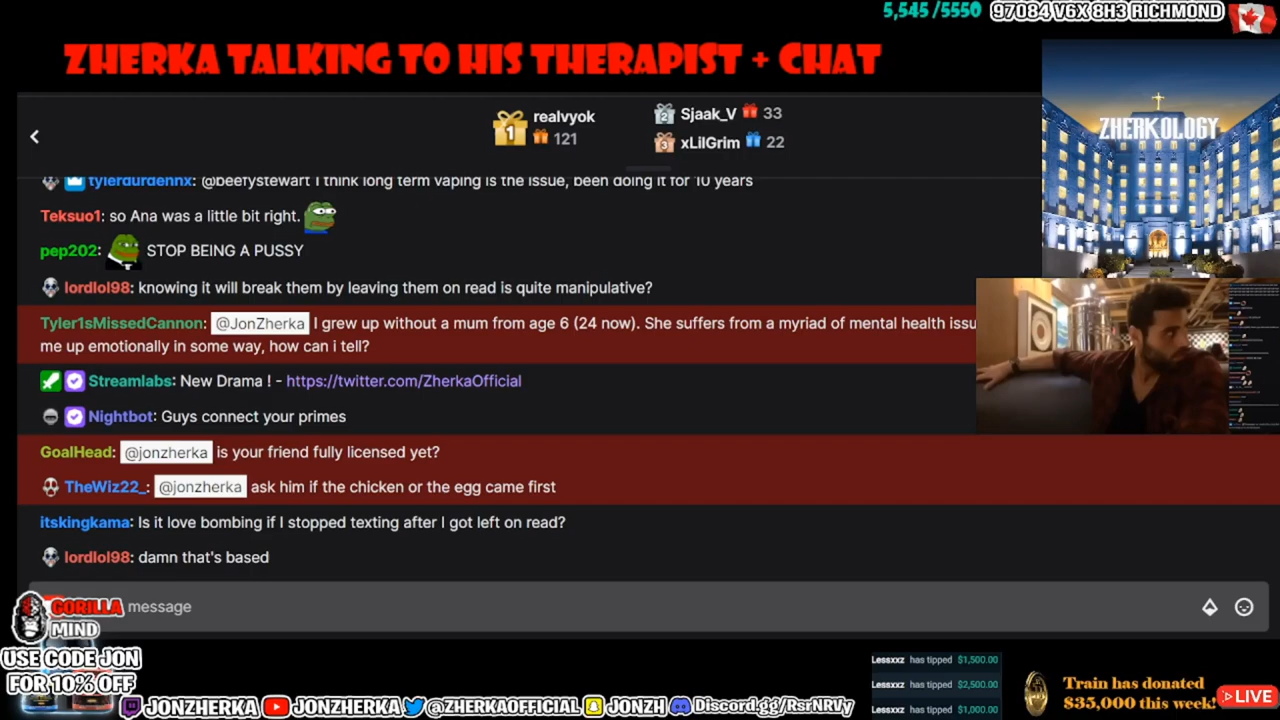 5,545 /5550
97084 V6X 8H3 RICHMOND
ZHERKA TALKING TO HIS THERAPIST + CHAT
ZHERKOLOGY
1 realvyok
121
2 Sjaak_V 33
3 xLilGrim 22
tylerdurdennx: @beefystewart I think long term vaping is the issue, been doing it for 10 years
Teksuo1: so Ana was a little bit right.
pep202: STOP BEING A PUSSY
lordlol98: knowing it will break them by leaving them on read is quite manipulative?
Tyler1sMissedCannon: @JonZherka I grew up without a mum from age 6 (24 now). She suffers from a myriad of mental health issu
me up emotionally in some way, how can i tell?
Streamlabs: New Drama ! - https://twitter.com/ZherkaOfficial
Nightbot: Guys connect your primes
GoalHead: @jonzherka is your friend fully licensed yet?
TheWiz22_: @jonzherka ask him if the chicken or the egg came first
itskingkama: Is it love bombing if I stopped texting after I got left on read?
lordlol98: damn that's based
message
GORILLA
MIND
USE CODE JON
FOR 10% OFF
JONZHERKA JONZHERKA @ZHERKAOFFICIAL JONZH Discord.gg/RsrNRVy
Lessxxz has tipped $1,500.00
Lessxxz has tipped $2,500.00
Lessxxz has tipped $1,000.00
Train has donated
$35,000 this week!
LIVE